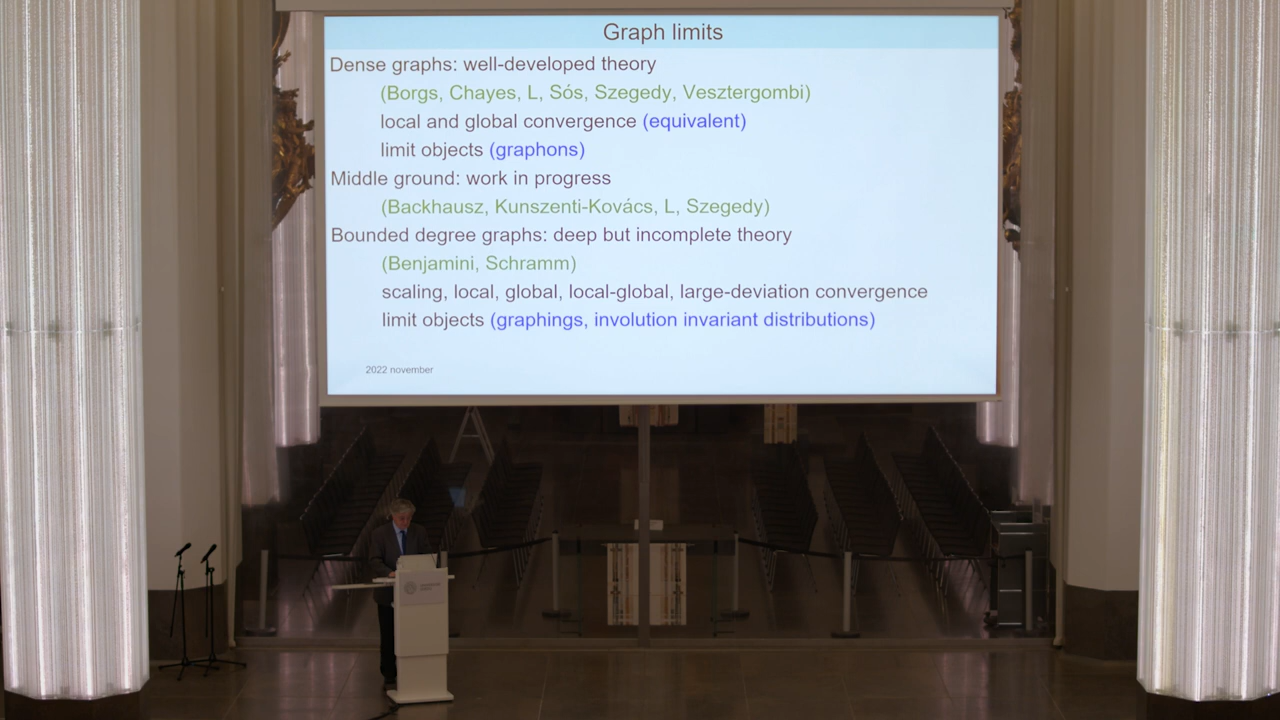 Graph limits
Dense graphs: well-developed theory
(Borgs, Chayes, L, Sós, Szegedy, Vesztergombi)
local and global convergence (equivalent)
limit objects (graphons)
Middle ground: work in progress
(Backhausz, Kunszenti-Kovács, L, Szegedy)
Bounded degree graphs: deep but incomplete theory
(Benjamini, Schramm)
scaling, local, global, local-global, large-deviation convergence
limit objects (graphings, involution invariant distributions)
2022 november